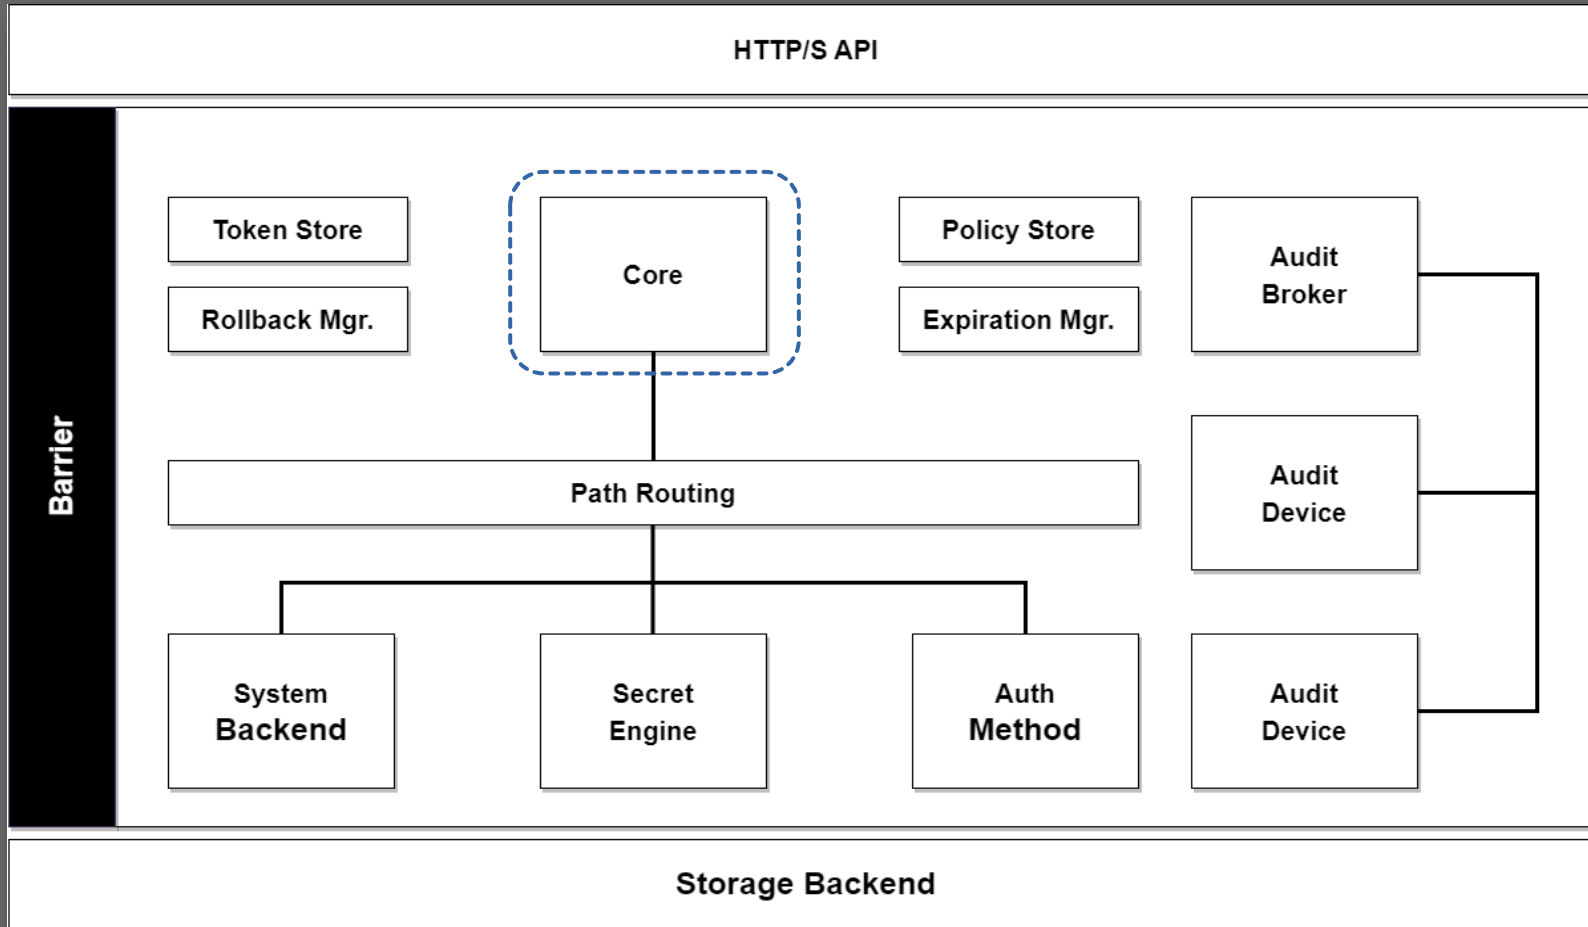 HTTP/S API
Barrier
Token Store
Rollback Mgr.
Core
Policy Store
Expiration Mgr.
Audit
Broker
Path Routing
Audit
Device
System
Backend
Secret
Engine
Auth
Method
Audit
Device
Storage Backend